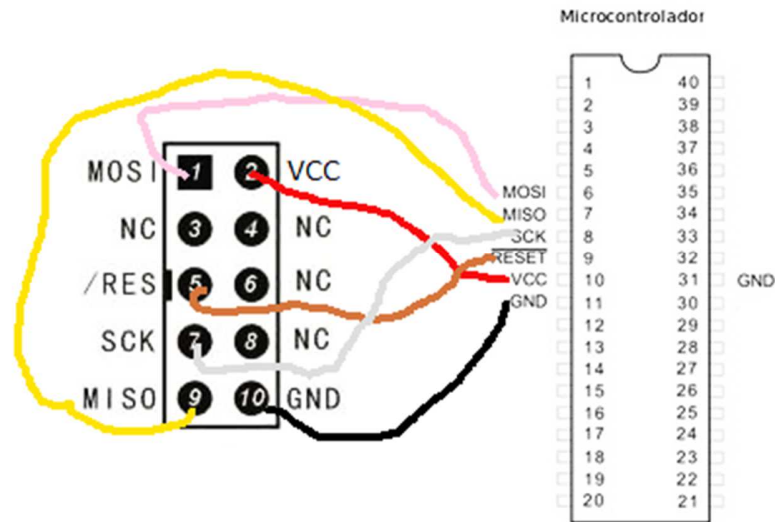 Microcontrolador
1 40
2 39
3 38
4 37
5 36
MOSI 6 35
MISO 7 34
SCK 8 33
RESET 9 32
VCC 10 31 GND
GND 11 30
12 29
13 28
14 27
15 26
16 25
17 24
18 23
19 22
20 21
MOSI 1 2 VCC
NC 3 4 NC
/RES 5 6 NC
SCK 7 8 NC
MISO 9 10 GND